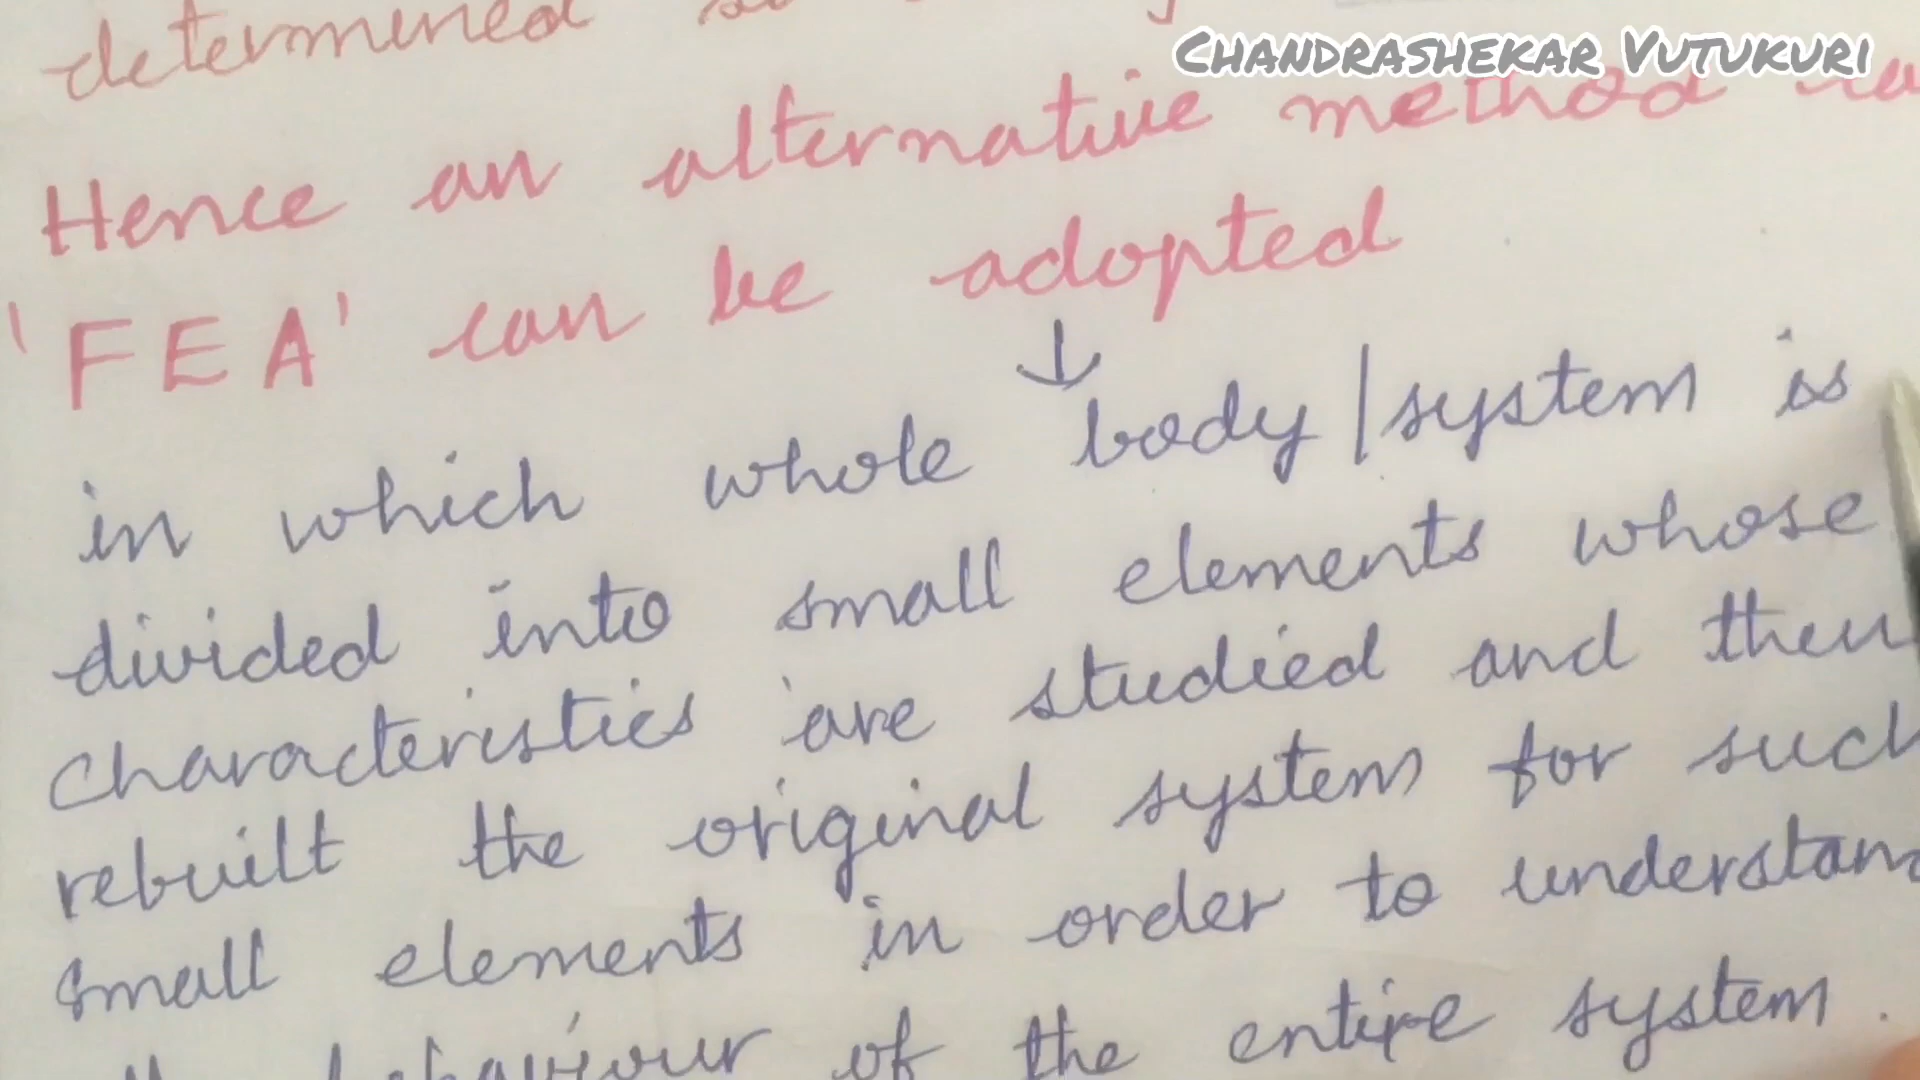 determined
CHANDRASHEKAR VUTUKURI
Hence an alternative method
'FEA' can be adopted
↓
in which whole body/system is
divided into small elements whose
characteristics are studied and then
rebuilt the original system for such
small elements in order to understand
behaviour of the entire system.